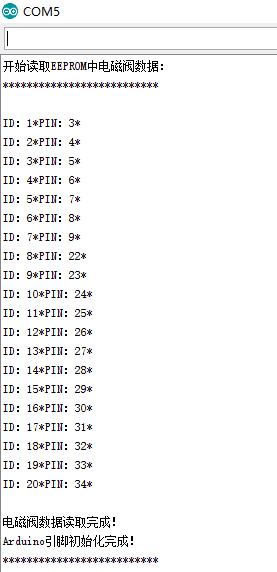 COM5
开始读取EEPROM中电磁阀数据:
**************************
ID: 1*PIN: 3*
ID: 2*PIN: 4*
ID: 3*PIN: 5*
ID: 4*PIN: 6*
ID: 5*PIN: 7*
ID: 6*PIN: 8*
ID: 7*PIN: 9*
ID: 8*PIN: 22*
ID: 9*PIN: 23*
ID: 10*PIN: 24*
ID: 11*PIN: 25*
ID: 12*PIN: 26*
ID: 13*PIN: 27*
ID: 14*PIN: 28*
ID: 15*PIN: 29*
ID: 16*PIN: 30*
ID: 17*PIN: 31*
ID: 18*PIN: 32*
ID: 19*PIN: 33*
ID: 20*PIN: 34*
电磁阀数据读取完成!
Arduino引脚初始化完成!
**************************